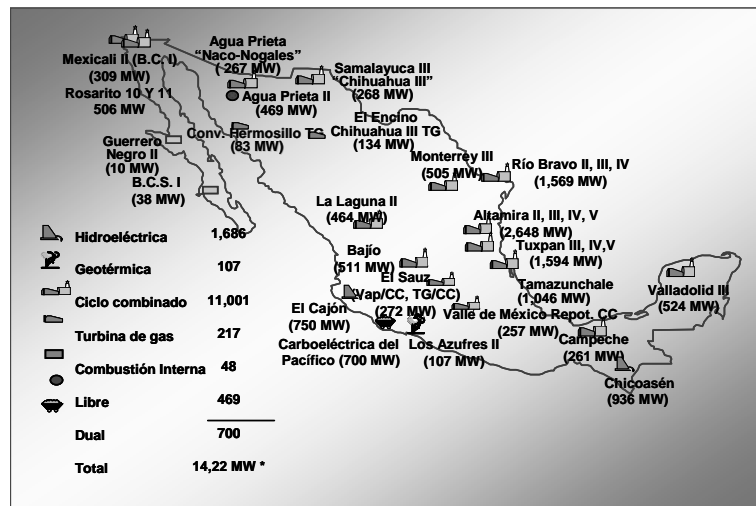 Mexicali II (B.C. I)
(309 MW)
Rosarito 10 Y 11
506 MW
Agua Prieta
“Naco-Nogales”
( 267 MW)
Samalayuca III
“Chihuahua III”
(268 MW)
Agua Prieta II
(469 MW)
El Encino
Chihuahua III TG
(134 MW)
Conv. Hermosillo TG
(83 MW)
Guerrero
Negro II
(10 MW)
B.C.S. I
(38 MW)
Monterrey III
(505 MW)
Río Bravo II, III, IV
(1,569 MW)
La Laguna II
(464 MW)
Altamira II, III, IV, V
(2,648 MW)
Tuxpan III, IV,V
(1,594 MW)
Bajío
(511 MW)
El Sauz
Vap/CC, TG/CC)
(272 MW)
Tamazunchale
(1,046 MW)
Valladolid III
(524 MW)
El Cajón
(750 MW)
Valle de México Repot. CC
(257 MW)
Carboeléctrica del
Pacífico (700 MW)
Los Azufres II
(107 MW)
Campeche
(261 MW)
Chicoasén
(936 MW)
Hidroeléctrica 1,686
Geotérmica 107
Ciclo combinado 11,001
Turbina de gas 217
Combustión Interna 48
Libre 469
Dual 700
Total 14,22 MW *